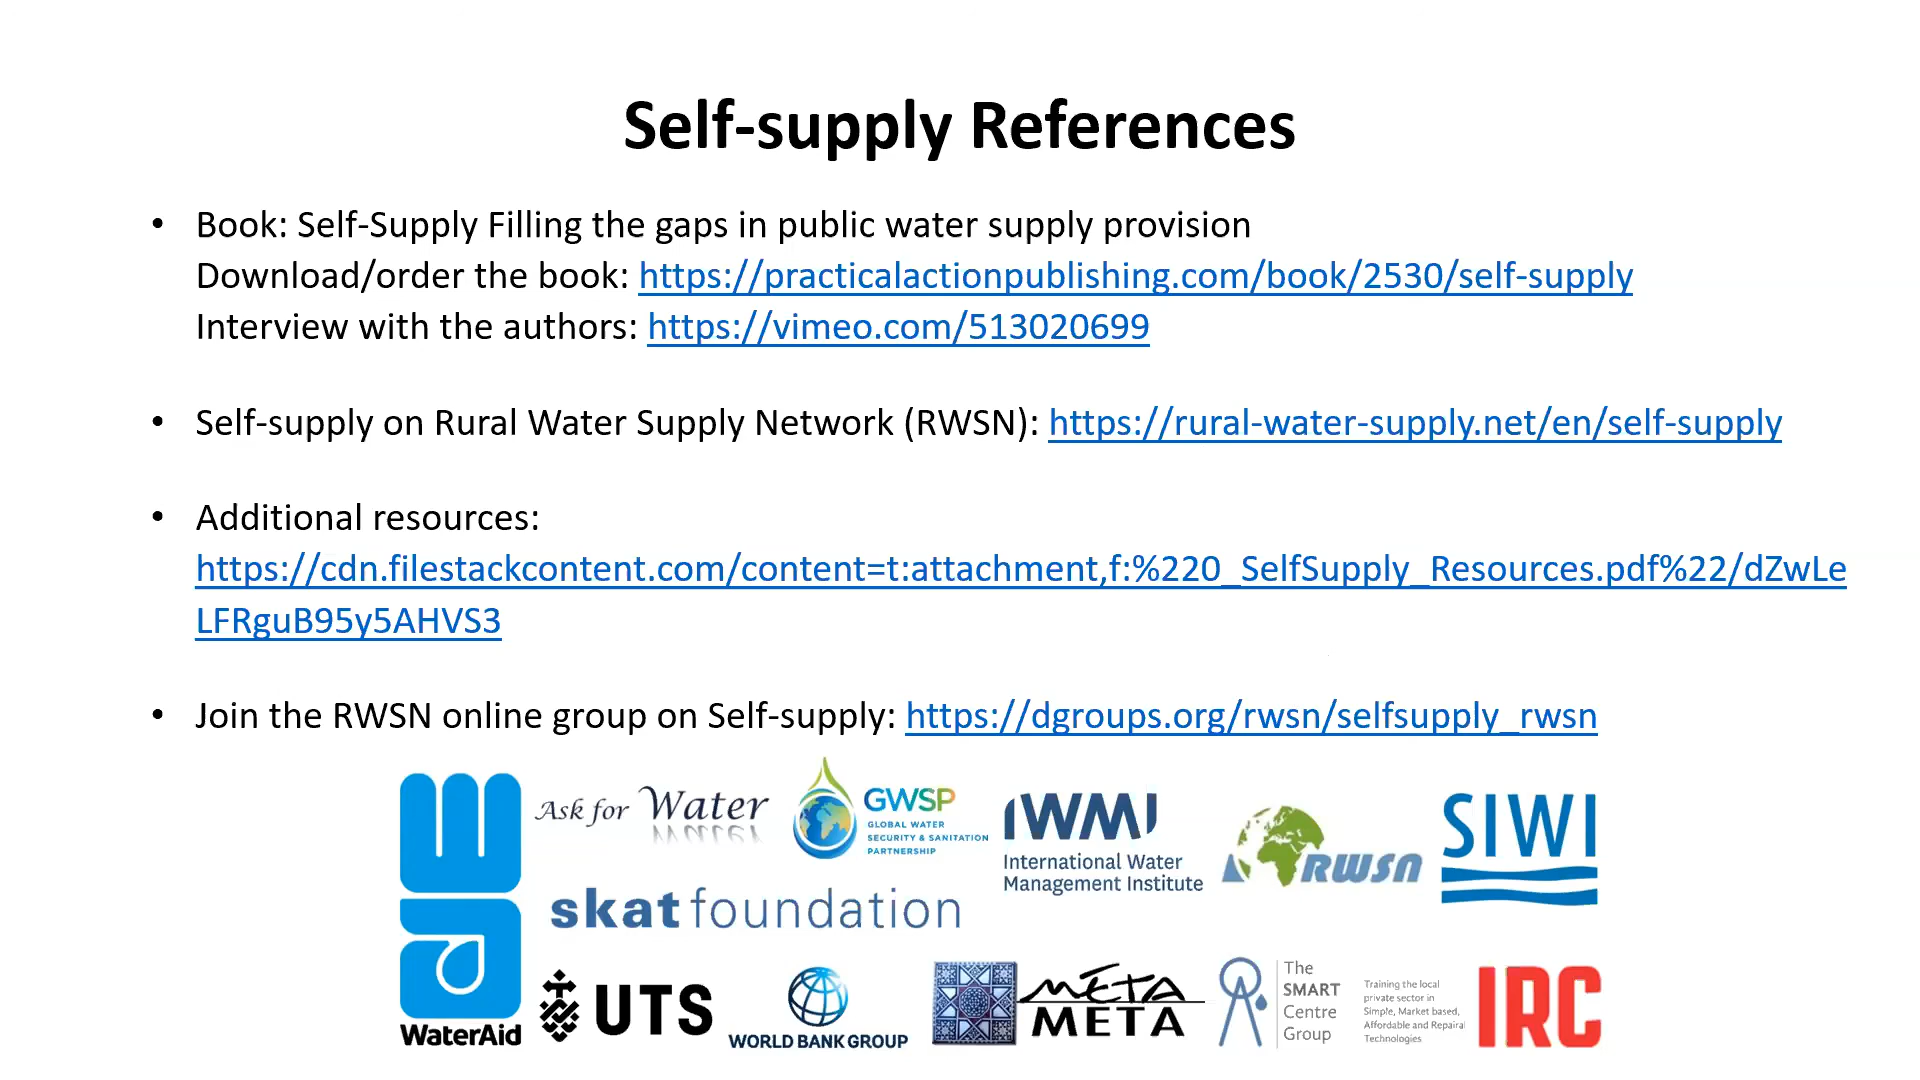 Self-supply References
• Book: Self-Supply Filling the gaps in public water supply provision
Download/order the book: https://practicalactionpublishing.com/book/2530/self-supply
Interview with the authors: https://vimeo.com/513020699
• Self-supply on Rural Water Supply Network (RWSN): https://rural-water-supply.net/en/self-supply
• Additional resources:
https://cdn.filestackcontent.com/content=t:attachment,f:%220_SelfSupply_Resources.pdf%22/dZwLe
LFRguB95y5AHVS3
• Join the RWSN online group on Self-supply: https://dgroups.org/rwsn/selfsupply_rwsn
WaterAid
Ask for Water
GWSP
GLOBAL WATER
SECURITY & SANITATION
PARTNERSHIP
IWMI
International Water
Management Institute
RWSN
SIWI
skat foundation
UTS
WORLD BANK GROUP
META
META
The
SMART
Centre
Group
Training the local
private sector in
Simple, Market based,
Affordable and Repairal
Technologies
IRC